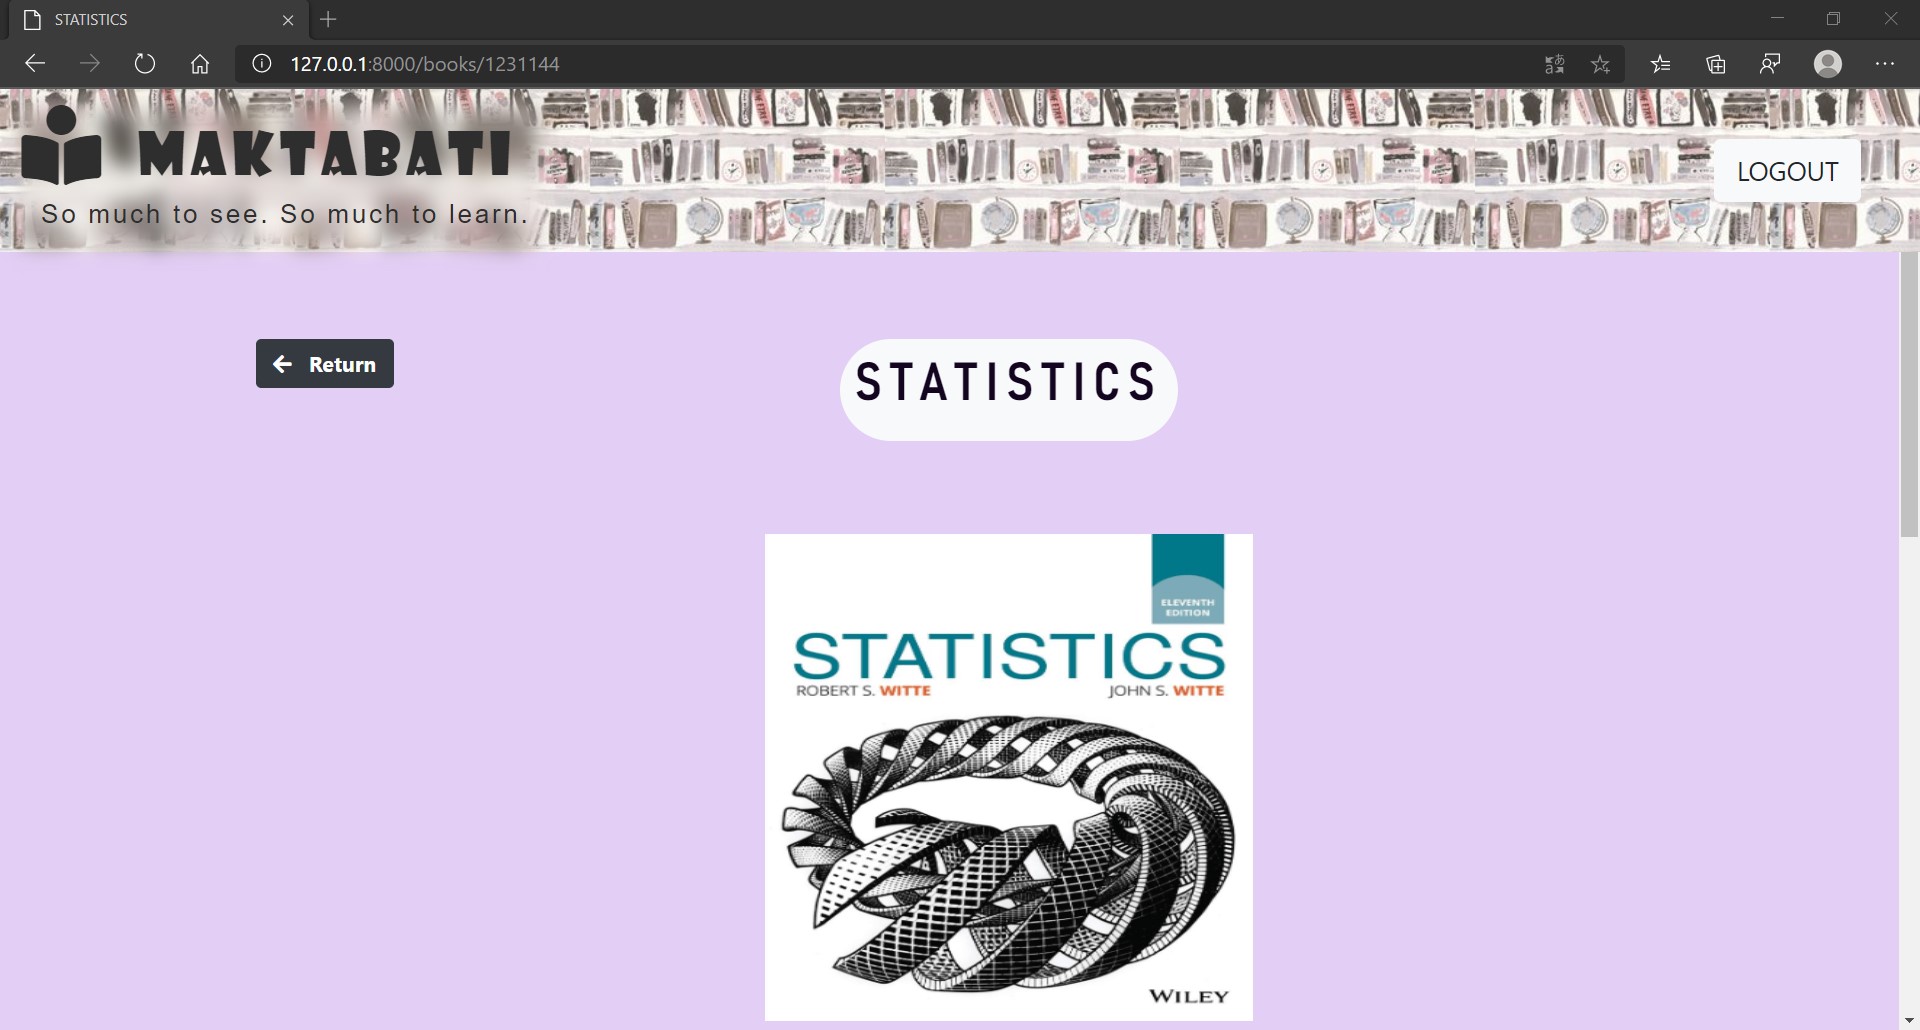 STATISTICS
127.0.0.1:8000/books/1231144
MAKTABATI
So much to see. So much to learn.
LOGOUT
Return
STATISTICS
ELEVENTH
EDITION
STATISTICS
ROBERT S. WITTE
JOHN S. WITTE
WILEY